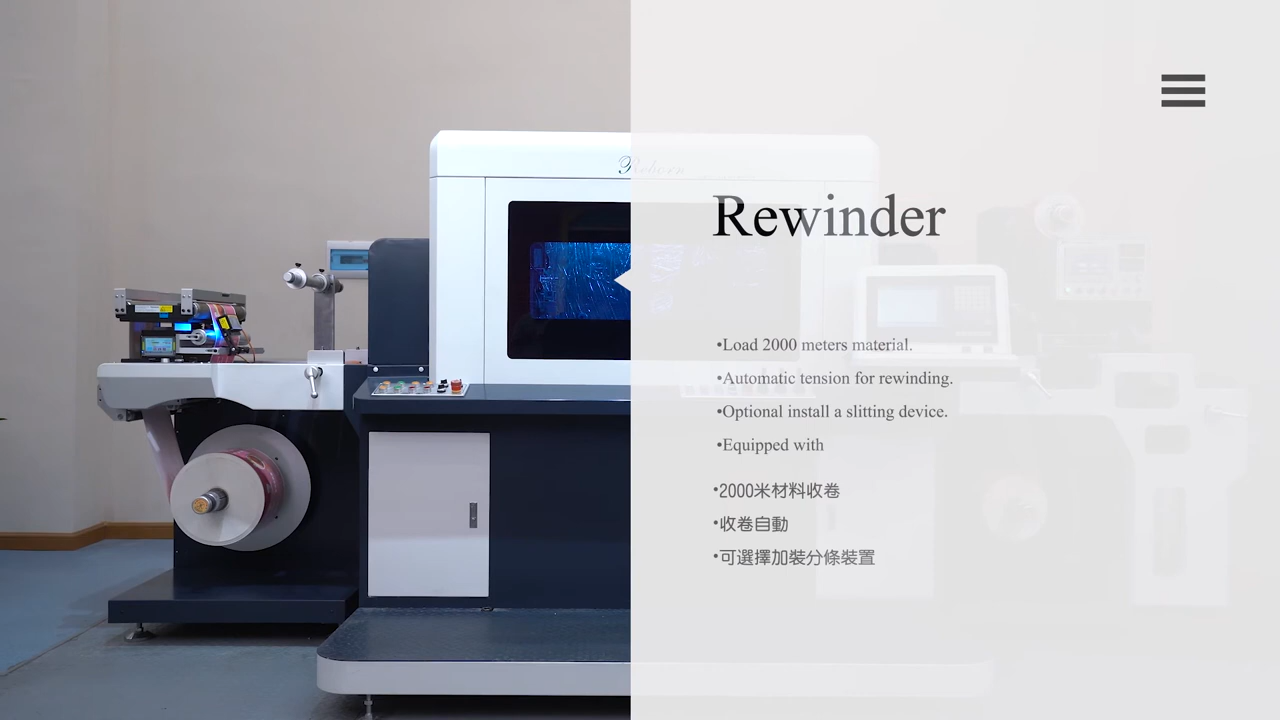 Reborn
Rewinder
•Load 2000 meters material.
•Automatic tension for rewinding.
•Optional install a slitting device.
•Equipped with
•2000米材料收卷
•收卷自動
•可選擇加裝分條裝置